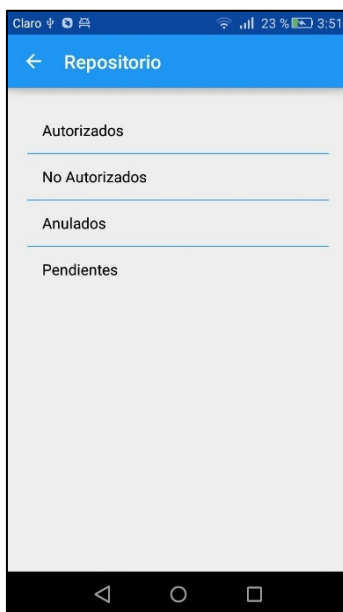 Claro 23 % 3:51
Repositorio
Autorizados
No Autorizados
Anulados
Pendientes